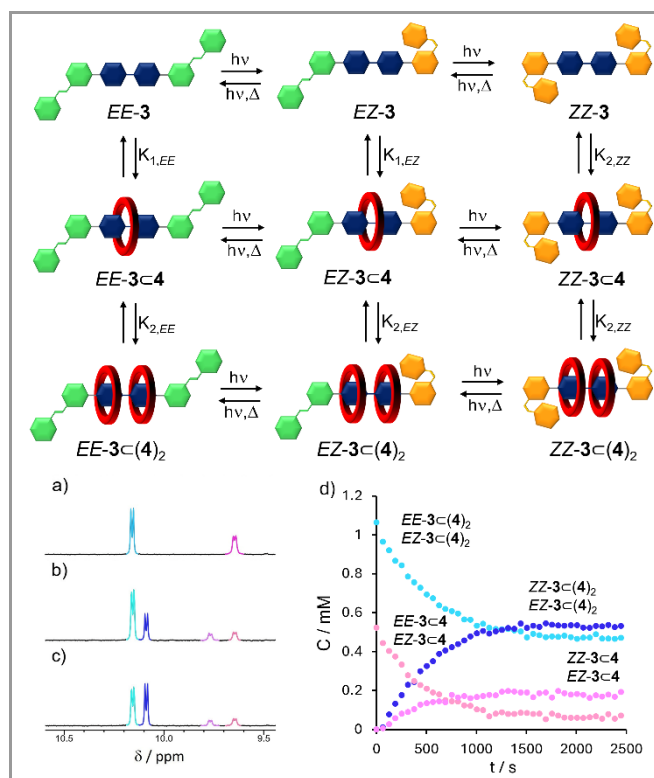 hν hν
hν,Δ hν,Δ
EE-3 EZ-3 ZZ-3
K1,EE K1,EZ K2,ZZ
hν hν
hν,Δ hν,Δ
EE-3⊂4 EZ-3⊂4 ZZ-3⊂4
K2,EE K2,EZ K2,ZZ
hν hν
hν,Δ hν,Δ
EE-3⊂(4)2 EZ-3⊂(4)2 ZZ-3⊂(4)2
a)
b)
c)
10.5 10.0 9.5
δ / ppm
d)
1.2
1
0.8
0.6
0.4
0.2
0
C / mM
EE-3⊂(4)2
EZ-3⊂(4)2
ZZ-3⊂(4)2
EZ-3⊂(4)2
EE-3⊂4
EZ-3⊂4
ZZ-3⊂4
EZ-3⊂4
0 500 1000 1500 2000 2500
t / s